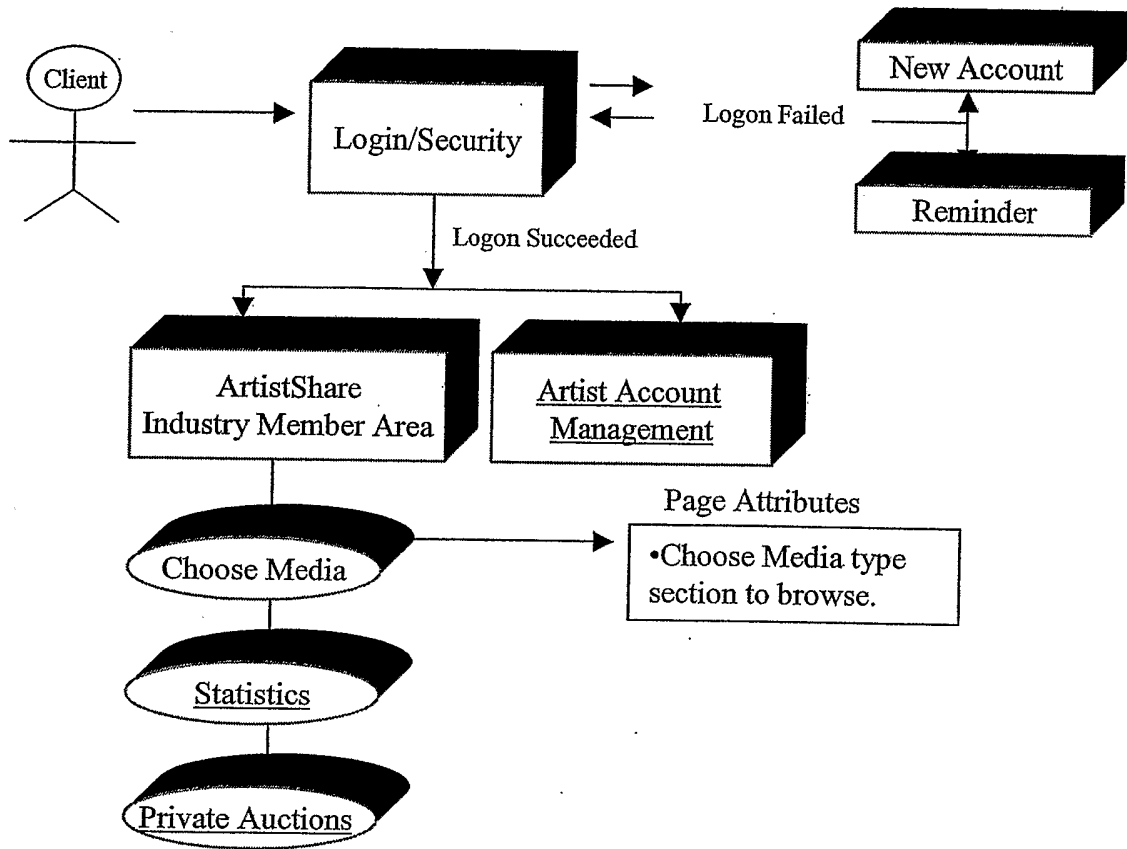 Client
Login/Security
Logon Failed
New Account
Reminder
Logon Succeeded
ArtistShare
Industry Member Area
Artist Account
Management
Choose Media
Page Attributes
•Choose Media type
section to browse.
Statistics
Private Auctions